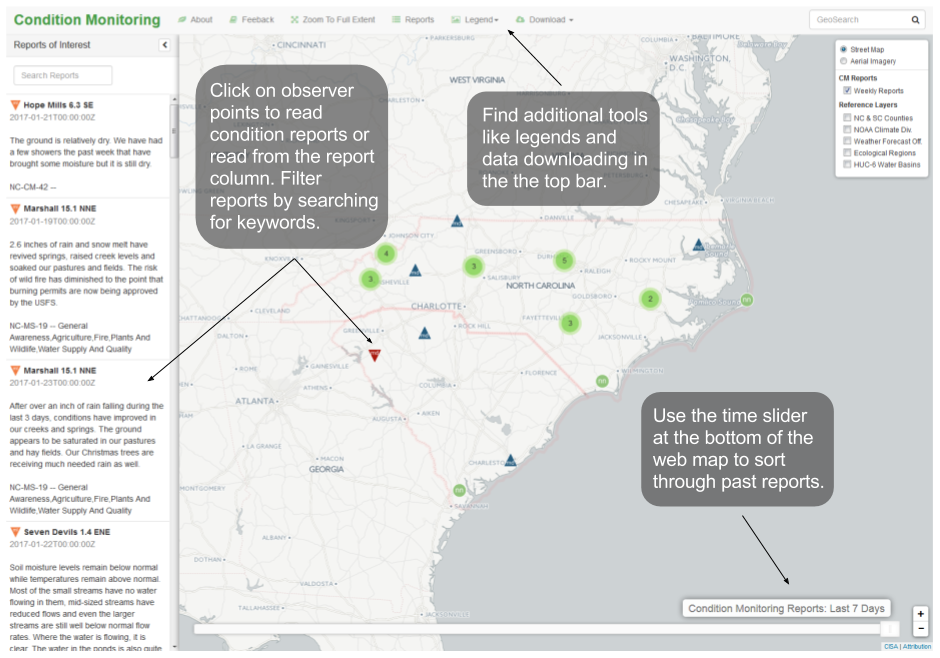 Condition Monitoring
About
Feeback
Zoom To Full Extent
Reports
Legend
Download
GeoSearch
Reports of Interest
Search Reports
Hope Mills 6.3 SE
2017-01-21T00:00:00Z
The ground is relatively dry. We have had
a few showers the past week that have
brought some moisture but it is still dry.
NC-CM-42 --
Marshall 15.1 NNE
2017-01-19T00:00:00Z
2.6 inches of rain and snow melt have
revived springs, raised creek levels and
soaked our pastures and fields. The risk
of wild fire has diminished to the point that
burning permits are now being approved
by the USFS.
NC-MS-19 -- General
Awareness,Agriculture,Fire,Plants And
Wildlife,Water Supply And Quality
Marshall 15.1 NNE
2017-01-23T00:00:00Z
After over an inch of rain falling during the
last 3 days, conditions have improved in
our creeks and springs. The ground
appears to be saturated in our pastures
and hay fields. Our Christmas trees are
receiving much needed rain as well.
NC-MS-19 -- General
Awareness,Agriculture,Fire,Plants And
Wildlife,Water Supply And Quality
Seven Devils 1.4 ENE
2017-01-22T00:00:00Z
Soil moisture levels remain below normal
while temperatures remain above normal.
Most of the small streams have no water
flowing in them, mid-sized streams have
reduced flows and even the larger
streams are still well below normal flow
rates. Where the water is flowing, it is
clear. The water in the ponds is also quite
Click on observer
points to read
condition reports or
read from the report
column. Filter
reports by searching
for keywords.
Find additional tools
like legends and
data downloading in
the the top bar.
Use the time slider
at the bottom of the
web map to sort
through past reports.
Street Map
Aerial Imagery
CM Reports
Weekly Reports
Reference Layers
NC & SC Counties
NOAA Climate Div.
Weather Forecast Off.
Ecological Regions
HUC-6 Water Basins
CINCINNATI
PARKERSBURG
COLUMBIA
BALTIMORE
WASHINGTON,
D.C.
WEST VIRGINIA
CHARLESTON
CHESAPEAKE
VIRGINIA BEACH
DANVILLE
JOHNSON CITY
GREENSBORO
ROCKY MOUNT
RALEIGH
SALISBURY
NORTH CAROLINA
GOLDSBORO
CLEVELAND
CHARLOTTE
ROCK HILL
FAYETTEVILLE
JACKSONVILLE
DALTON
GREENVILLE
ROME
GAINESVILLE
FLORENCE
WILMINGTON
ATHENS
COLUMBIA
ATLANTA
AIKEN
AUGUSTA
LA GRANGE
MACON
GEORGIA
CHARLESTON
MONTGOMERY
SAVANNAH
ALBANY
DOTHAN
VALDOSTA
TALLAHASSEE
JACKSONVILLE
4
3
3
5
2
3
Condition Monitoring Reports: Last 7 Days
+
−
CISA | Attribution